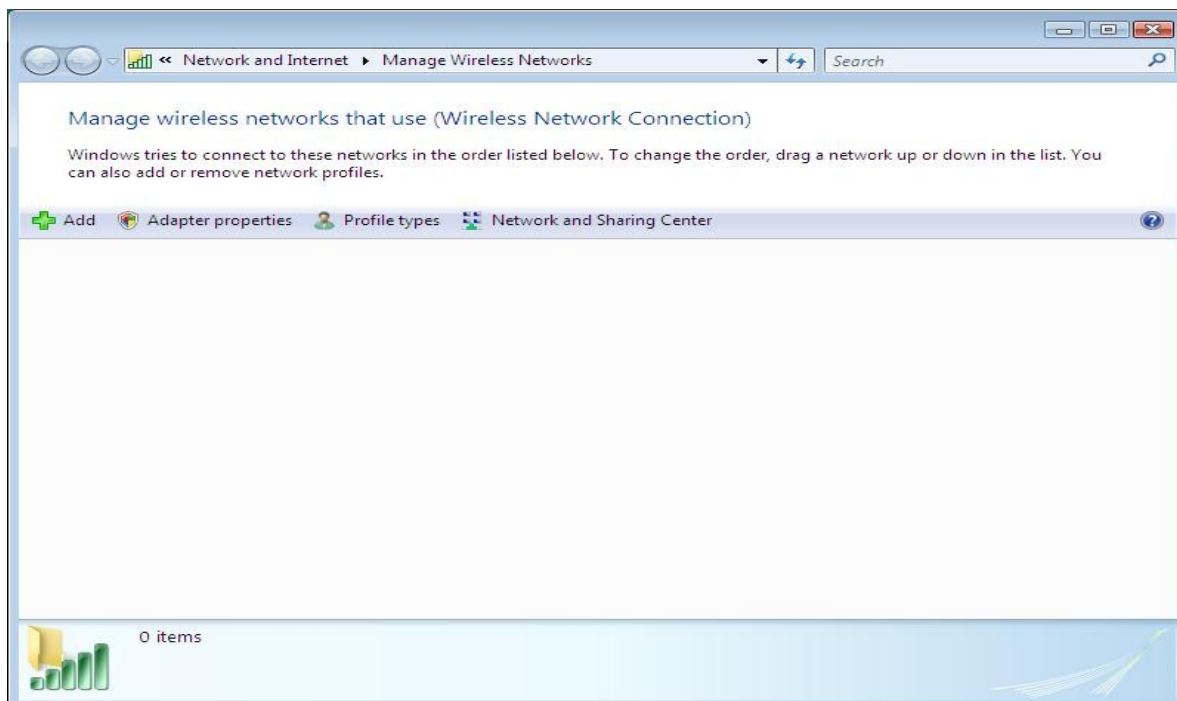 « Network and Internet ▸ Manage Wireless Networks
Search
Manage wireless networks that use (Wireless Network Connection)
Windows tries to connect to these networks in the order listed below. To change the order, drag a network up or down in the list. You
can also add or remove network profiles.
Add Adapter properties Profile types Network and Sharing Center
0 items